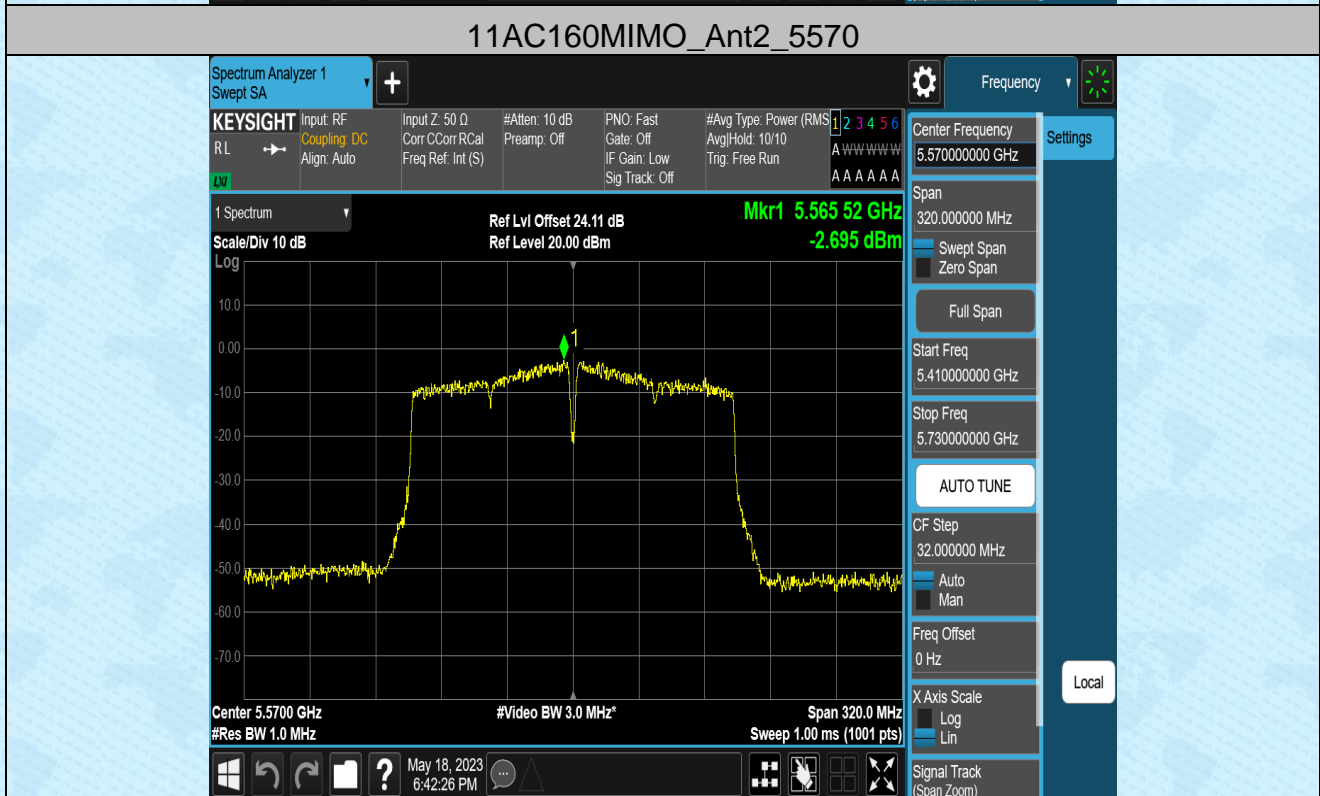 11AC160MIMO_Ant2_5570
Spectrum Analyzer 1
Swept SA
+
Frequency
KEYSIGHT
RL
LXI
Input: RF
Coupling: DC
Align: Auto
Input Z: 50 Ω
Corr CCorr RCal
Freq Ref: Int (S)
#Atten: 10 dB
Preamp: Off
PNO: Fast
Gate: Off
IF Gain: Low
Sig Track: Off
#Avg Type: Power (RMS
Avg|Hold: 10/10
Trig: Free Run
1 2 3 4 5 6
A W W W W W
A A A A A A
1 Spectrum
Scale/Div 10 dB
Log
Ref Lvl Offset 24.11 dB
Ref Level 20.00 dBm
Mkr1 5.565 52 GHz
-2.695 dBm
10.0
0.00
-10.0
-20.0
-30.0
-40.0
-50.0
-60.0
-70.0
1
Center 5.5700 GHz
#Res BW 1.0 MHz
#Video BW 3.0 MHz*
Span 320.0 MHz
Sweep 1.00 ms (1001 pts)
Center Frequency
5.570000000 GHz
Settings
Span
320.000000 MHz
Swept Span
Zero Span
Full Span
Start Freq
5.410000000 GHz
Stop Freq
5.730000000 GHz
AUTO TUNE
CF Step
32.000000 MHz
Auto
Man
Freq Offset
0 Hz
X Axis Scale
Log
Lin
Local
Signal Track
(Span Zoom)
?
May 18, 2023
6:42:26 PM